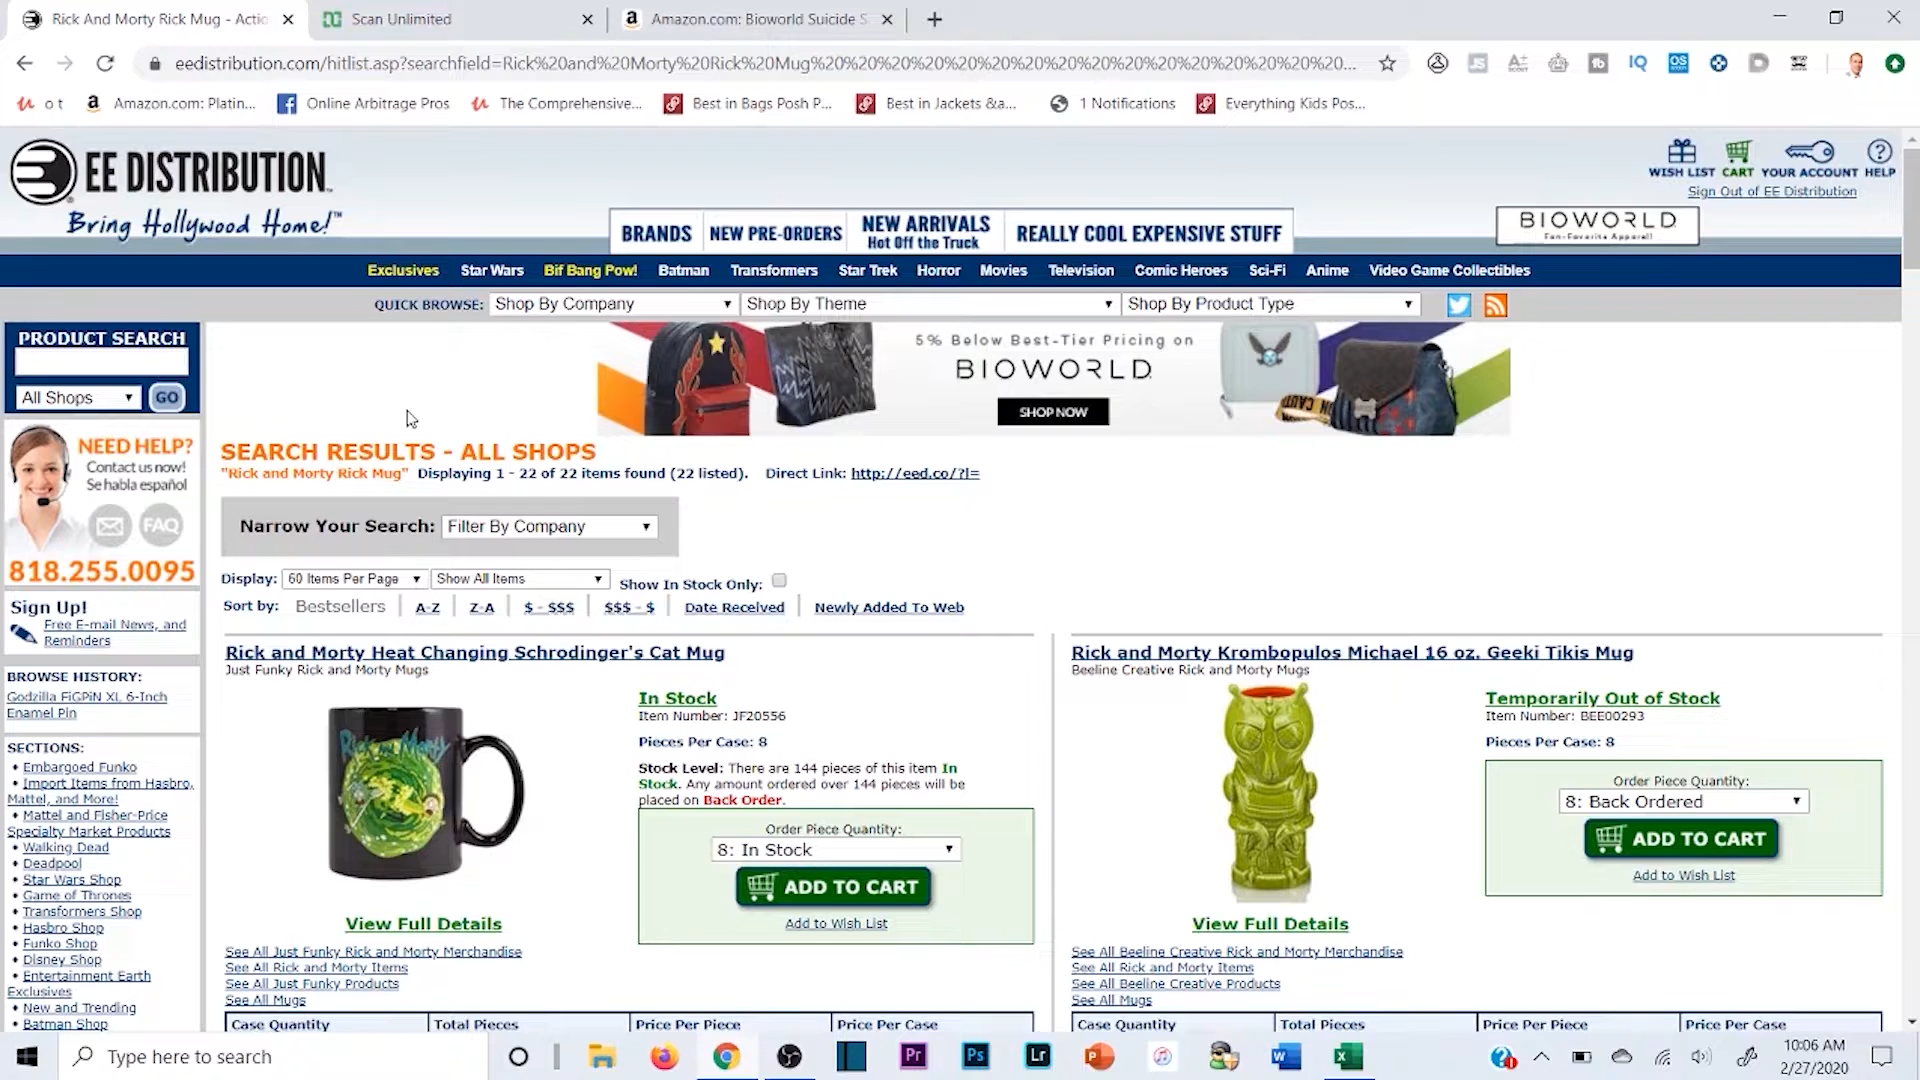 Rick And Morty Rick Mug - Actio
Scan Unlimited
Amazon.com: Bioworld Suicide S
eedistribution.com/hitlist.asp?searchfield=Rick%20and%20Morty%20Rick%20Mug%20%20%20%20%20%20%20%20%20%20%20%20%20%20%20...
o t
Amazon.com: Platin...
Online Arbitrage Pros
The Comprehensive...
Best in Bags Posh P...
Best in Jackets &a...
1 Notifications
Everything Kids Pos...
EE DISTRIBUTION
Bring Hollywood Home!™
WISH LIST CART YOUR ACCOUNT HELP
Sign Out of EE Distribution
BRANDS NEW PRE-ORDERS NEW ARRIVALS REALLY COOL EXPENSIVE STUFF
Hot Off the Truck
BIOWORLD
Fan-Favorite Apparel!
Exclusives Star Wars Bif Bang Pow! Batman Transformers Star Trek Horror Movies Television Comic Heroes Sci-Fi Anime Video Game Collectibles
QUICK BROWSE: Shop By Company Shop By Theme Shop By Product Type
PRODUCT SEARCH
All Shops GO
5% Below Best-Tier Pricing on
BIOWORLD
SHOP NOW
NEED HELP?
Contact us now!
Se habla español
FAQ
818.255.0095
Sign Up!
Free E-mail News, and
Reminders
BROWSE HISTORY:
Godzilla FiGPiN XL 6-Inch
Enamel Pin
SECTIONS:
• Embargoed Funko
• Import Items from Hasbro,
Mattel, and More!
• Mattel and Fisher-Price
Specialty Market Products
• Walking Dead
• Deadpool
• Star Wars Shop
• Game of Thrones
• Transformers Shop
• Hasbro Shop
• Funko Shop
• Disney Shop
• Entertainment Earth
Exclusives
• New and Trending
• Batman Shop
SEARCH RESULTS - ALL SHOPS
"Rick and Morty Rick Mug" Displaying 1 - 22 of 22 items found (22 listed). Direct Link: http://eed.co/?l=
Narrow Your Search: Filter By Company
Display: 60 Items Per Page Show All Items Show In Stock Only:
Sort by: Bestsellers A-Z Z-A $ - $$$ $$$ - $ Date Received Newly Added To Web
Rick and Morty Heat Changing Schrodinger's Cat Mug
Just Funky Rick and Morty Mugs
Rick and Morty
In Stock
Item Number: JF20556
Pieces Per Case: 8
Stock Level: There are 144 pieces of this item In
Stock. Any amount ordered over 144 pieces will be
placed on Back Order.
Order Piece Quantity:
8: In Stock
ADD TO CART
Add to Wish List
View Full Details
See All Just Funky Rick and Morty Merchandise
See All Rick and Morty Items
See All Just Funky Products
See All Mugs
Case Quantity Total Pieces Price Per Piece Price Per Case
Rick and Morty Krombopulos Michael 16 oz. Geeki Tikis Mug
Beeline Creative Rick and Morty Mugs
Temporarily Out of Stock
Item Number: BEE00293
Pieces Per Case: 8
Order Piece Quantity:
8: Back Ordered
ADD TO CART
Add to Wish List
View Full Details
See All Beeline Creative Rick and Morty Merchandise
See All Rick and Morty Items
See All Beeline Creative Products
See All Mugs
Case Quantity Total Pieces Price Per Piece Price Per Case
Type here to search
Pr Ps Lr
10:06 AM
2/27/2020